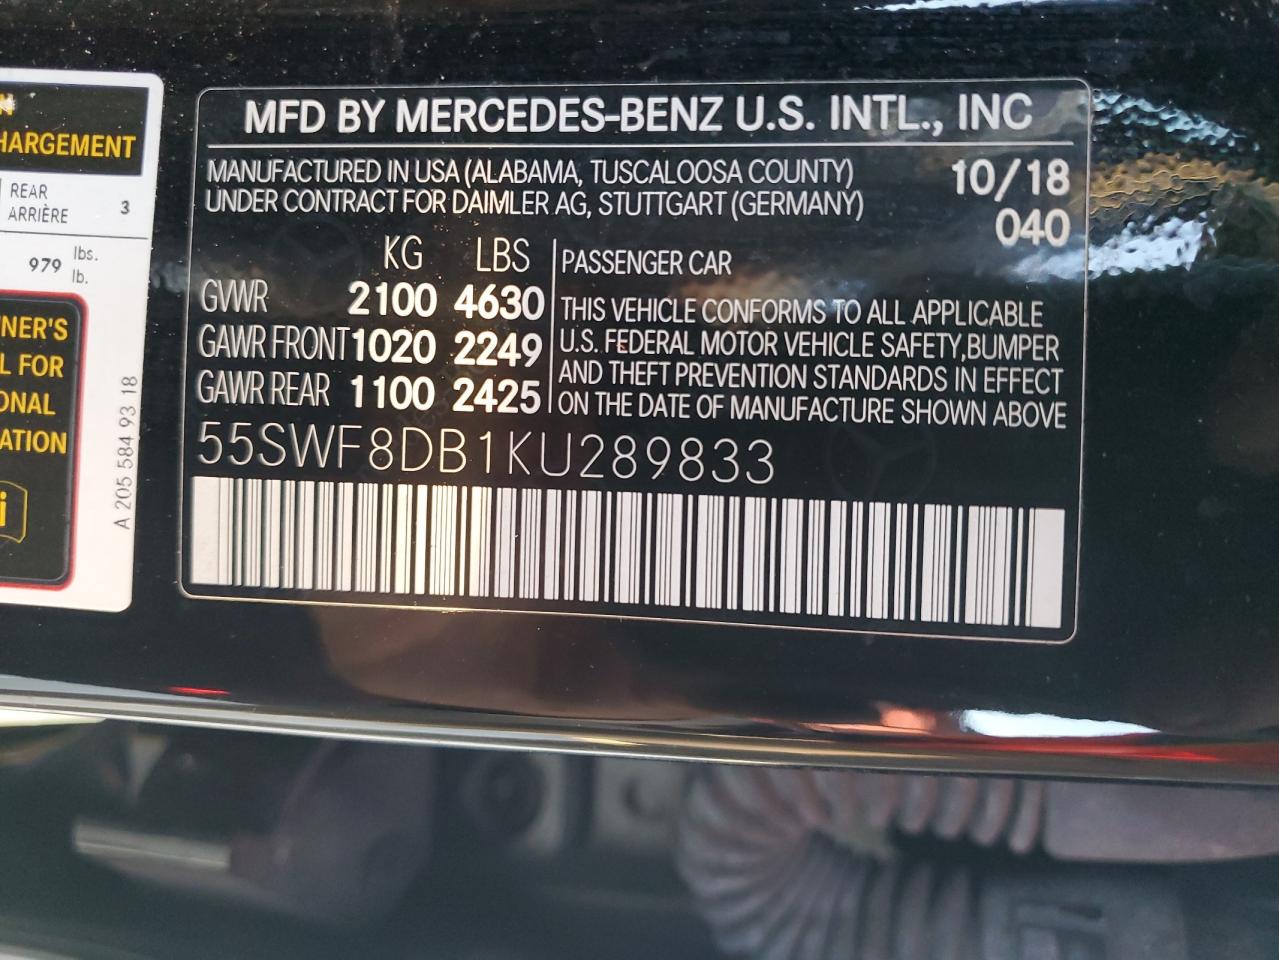 N
HARGEMENT
REAR
ARRIÈRE 3
979 lbs.
lb.
NER'S
L FOR
ONAL
ATION
i
A 205 584 93 18
MFD BY MERCEDES-BENZ U.S. INTL., INC
MANUFACTURED IN USA (ALABAMA, TUSCALOOSA COUNTY) 10/18
UNDER CONTRACT FOR DAIMLER AG, STUTTGART (GERMANY) 040
KG LBS
GVWR 2100 4630
GAWR FRONT 1020 2249
GAWR REAR 1100 2425
PASSENGER CAR
THIS VEHICLE CONFORMS TO ALL APPLICABLE
U.S. FEDERAL MOTOR VEHICLE SAFETY,BUMPER
AND THEFT PREVENTION STANDARDS IN EFFECT
ON THE DATE OF MANUFACTURE SHOWN ABOVE
55SWF8DB1KU289833